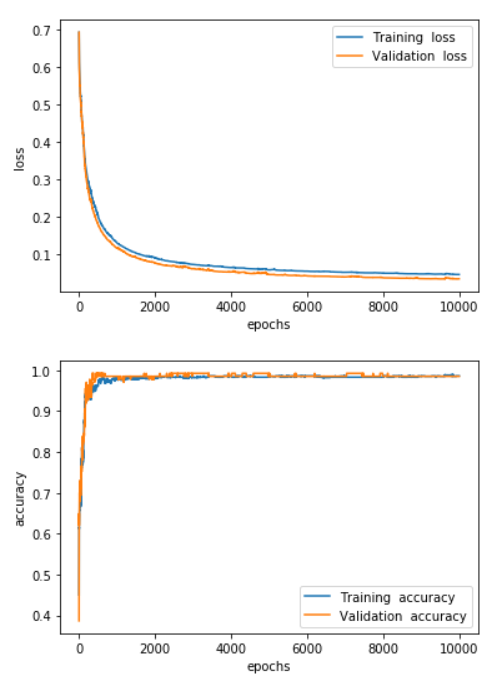 0.7
0.6
0.5
0.4
0.3
0.2
0.1
loss
Training loss
Validation loss
0 2000 4000 6000 8000 10000
epochs
1.0
0.9
0.8
0.7
0.6
0.5
0.4
accuracy
Training accuracy
Validation accuracy
0 2000 4000 6000 8000 10000
epochs